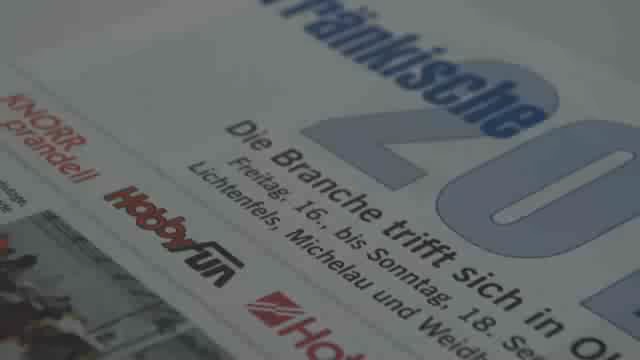 fränkische
20
Die Branche trifft sich in
Freitag, 16., bis Sonntag, 18.
Lichtenfels, Michelau und
KNORR
prandell
Hobbyfun